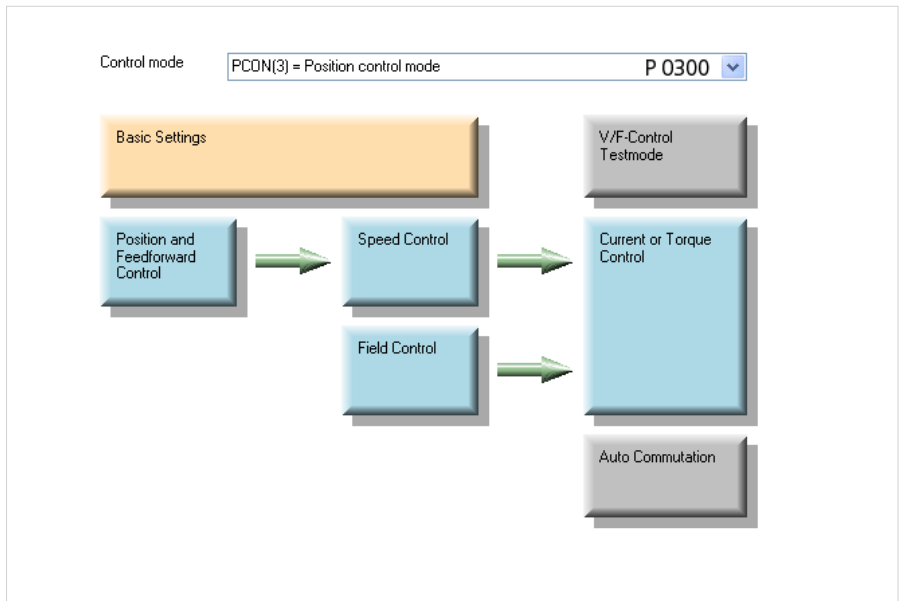 Control mode
PCON(3) = Position control mode P 0300
Basic Settings
V/F-Control
Testmode
Position and
Feedforward
Control
Speed Control
Current or Torque
Control
Field Control
Auto Commutation